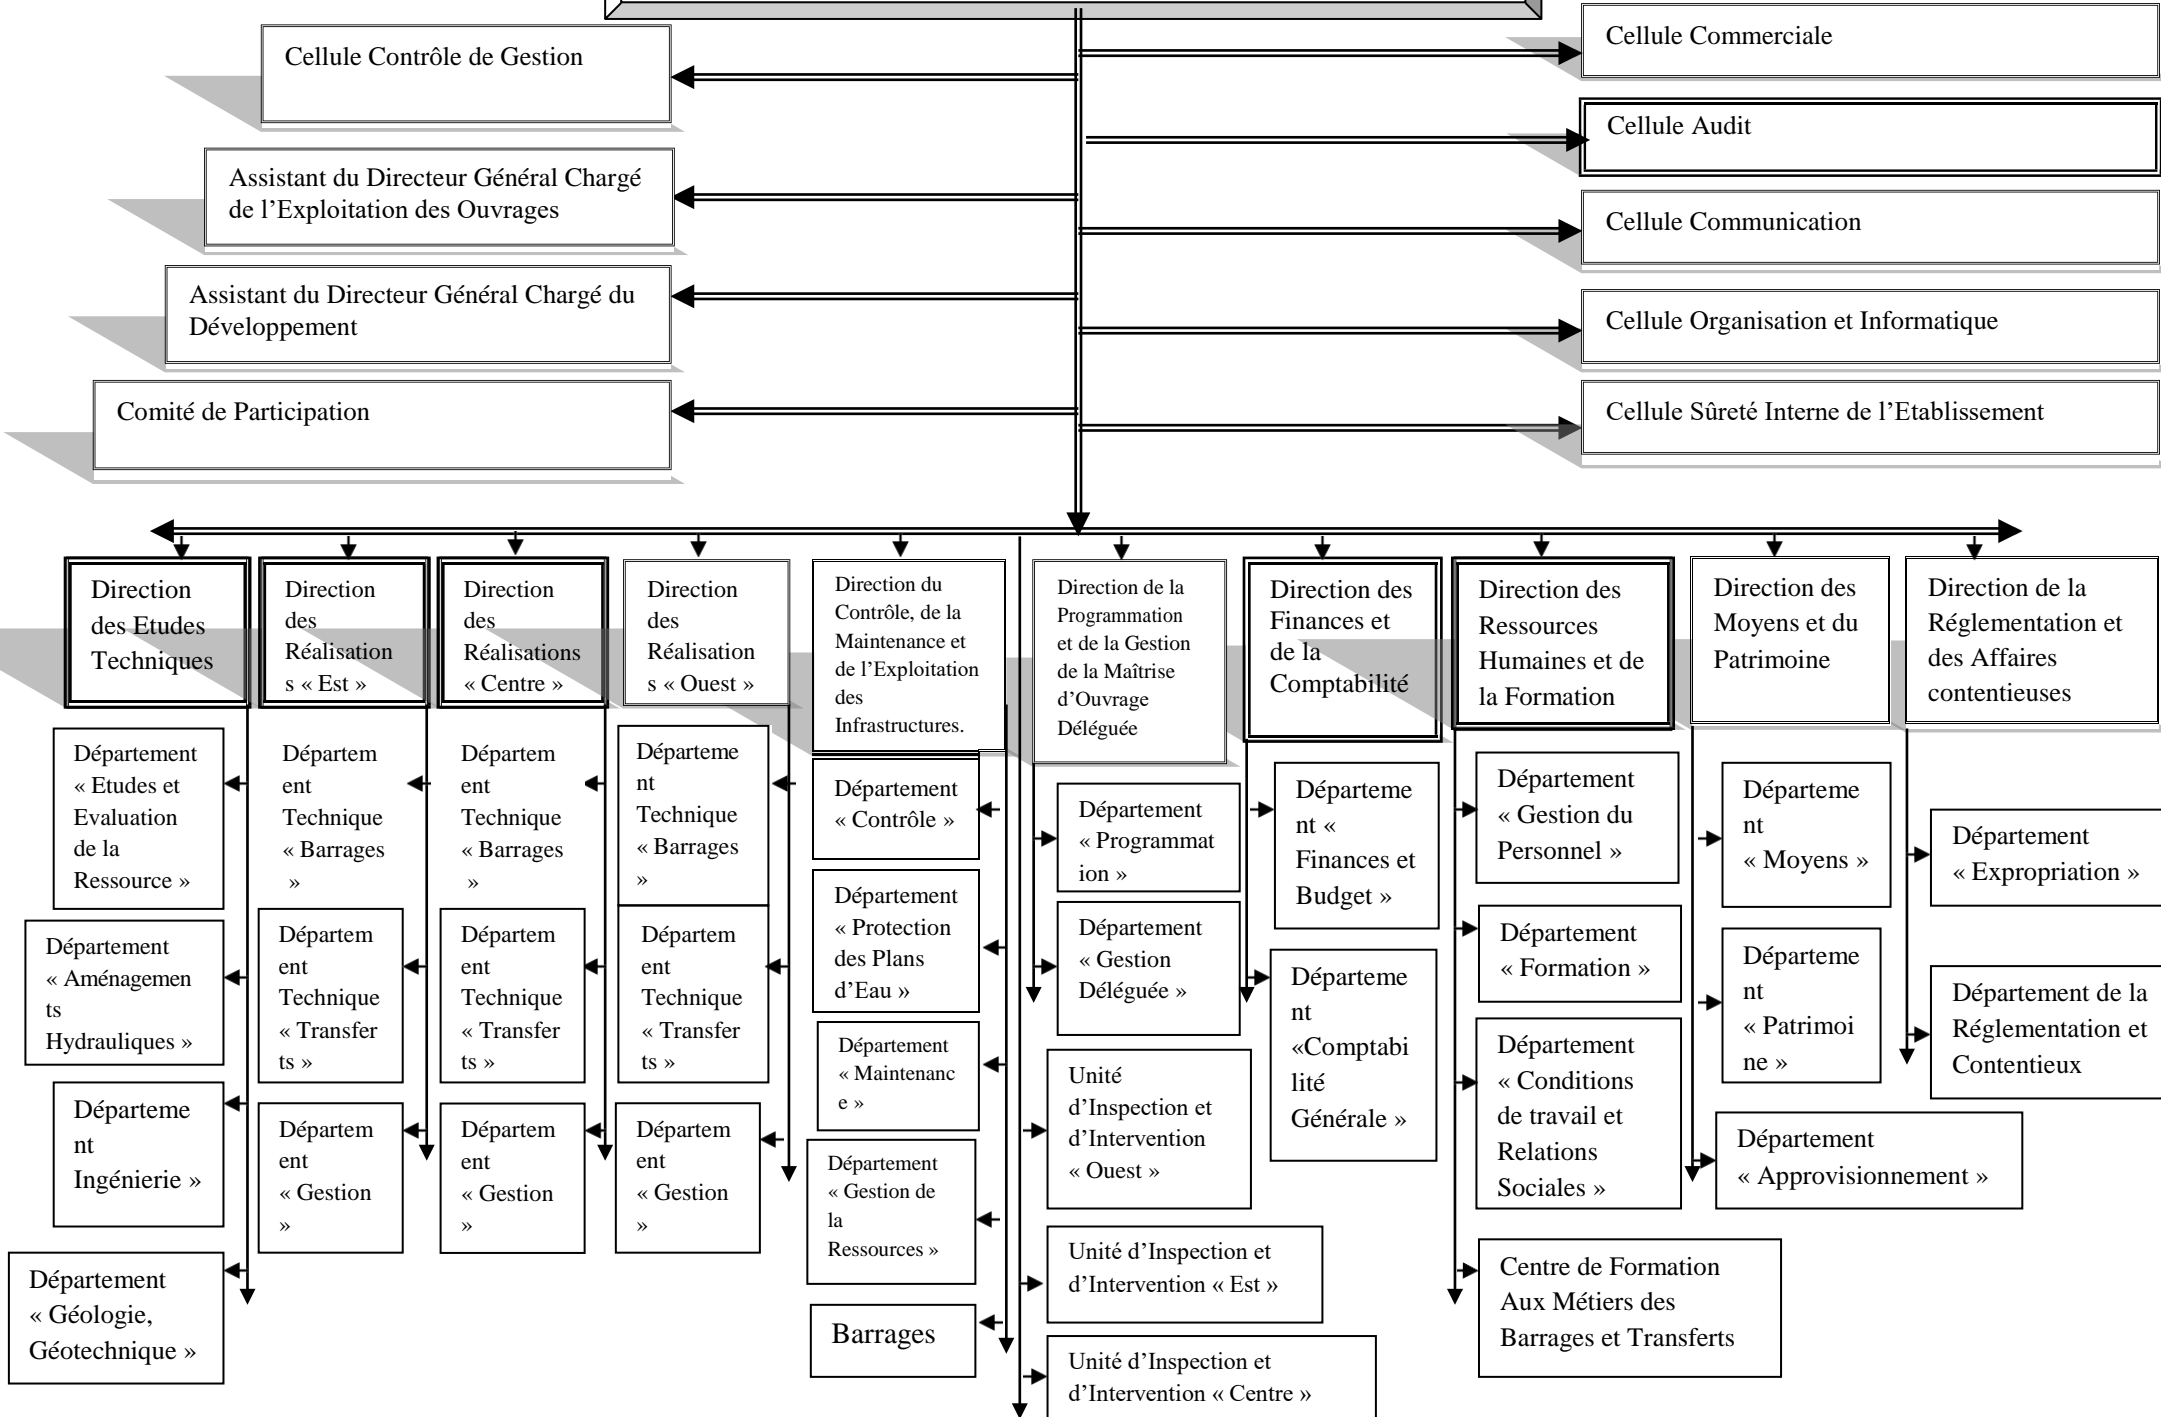 Cellule Contrôle de Gestion
Cellule Commerciale
Cellule Audit
Assistant du Directeur Général Chargé
de l’Exploitation des Ouvrages
Cellule Communication
Assistant du Directeur Général Chargé du
Développement
Cellule Organisation et Informatique
Comité de Participation
Cellule Sûreté Interne de l’Etablissement
Direction
des Etudes
Techniques
Direction
des
Réalisation
s « Est »
Direction
des
Réalisations
« Centre »
Direction
des
Réalisation
s « Ouest »
Direction du
Contrôle, de la
Maintenance et
de l’Exploitation
des
Infrastructures.
Direction de la
Programmation
et de la Gestion
de la Maîtrise
d’Ouvrage
Déléguée
Direction des
Finances et
de la
Comptabilité
Direction des
Ressources
Humaines et de
la Formation
Direction des
Moyens et du
Patrimoine
Direction de la
Réglementation et
des Affaires
contentieuses
Département
« Etudes et
Evaluation
de la
Ressource »
Département
« Aménagemen
ts
Hydrauliques »
Départeme
nt
Ingénierie »
Département
« Géologie,
Géotechnique »
Départem
ent
Technique
« Barrages
»
Départem
ent
Technique
« Transfer
ts »
Départem
ent
« Gestion
»
Départem
ent
Technique
« Barrages
»
Départem
ent
Technique
« Transfer
ts »
Départem
ent
« Gestion
»
Départeme
nt
Technique
« Barrages
»
Départem
ent
Technique
« Transfer
ts »
Départem
ent
« Gestion
»
Département
« Contrôle »
Département
« Protection
des Plans
d’Eau »
Département
« Maintenanc
e »
Département
« Gestion de
la
Ressources »
Barrages
Département
« Programmat
ion »
Département
« Gestion
Déléguée »
Unité
d’Inspection et
d’Intervention
« Ouest »
Unité d’Inspection et
d’Intervention « Est »
Unité d’Inspection et
d’Intervention « Centre »
Départeme
nt «
Finances et
Budget »
Départeme
nt
«Comptabi
lité
Générale »
Département
« Gestion du
Personnel »
Département
« Formation »
Département
« Conditions
de travail et
Relations
Sociales »
Centre de Formation
Aux Métiers des
Barrages et Transferts
Départeme
nt
« Moyens »
Départeme
nt
« Patrimoi
ne »
Département
« Approvisionnement »
Département
« Expropriation »
Département de la
Réglementation et
Contentieux